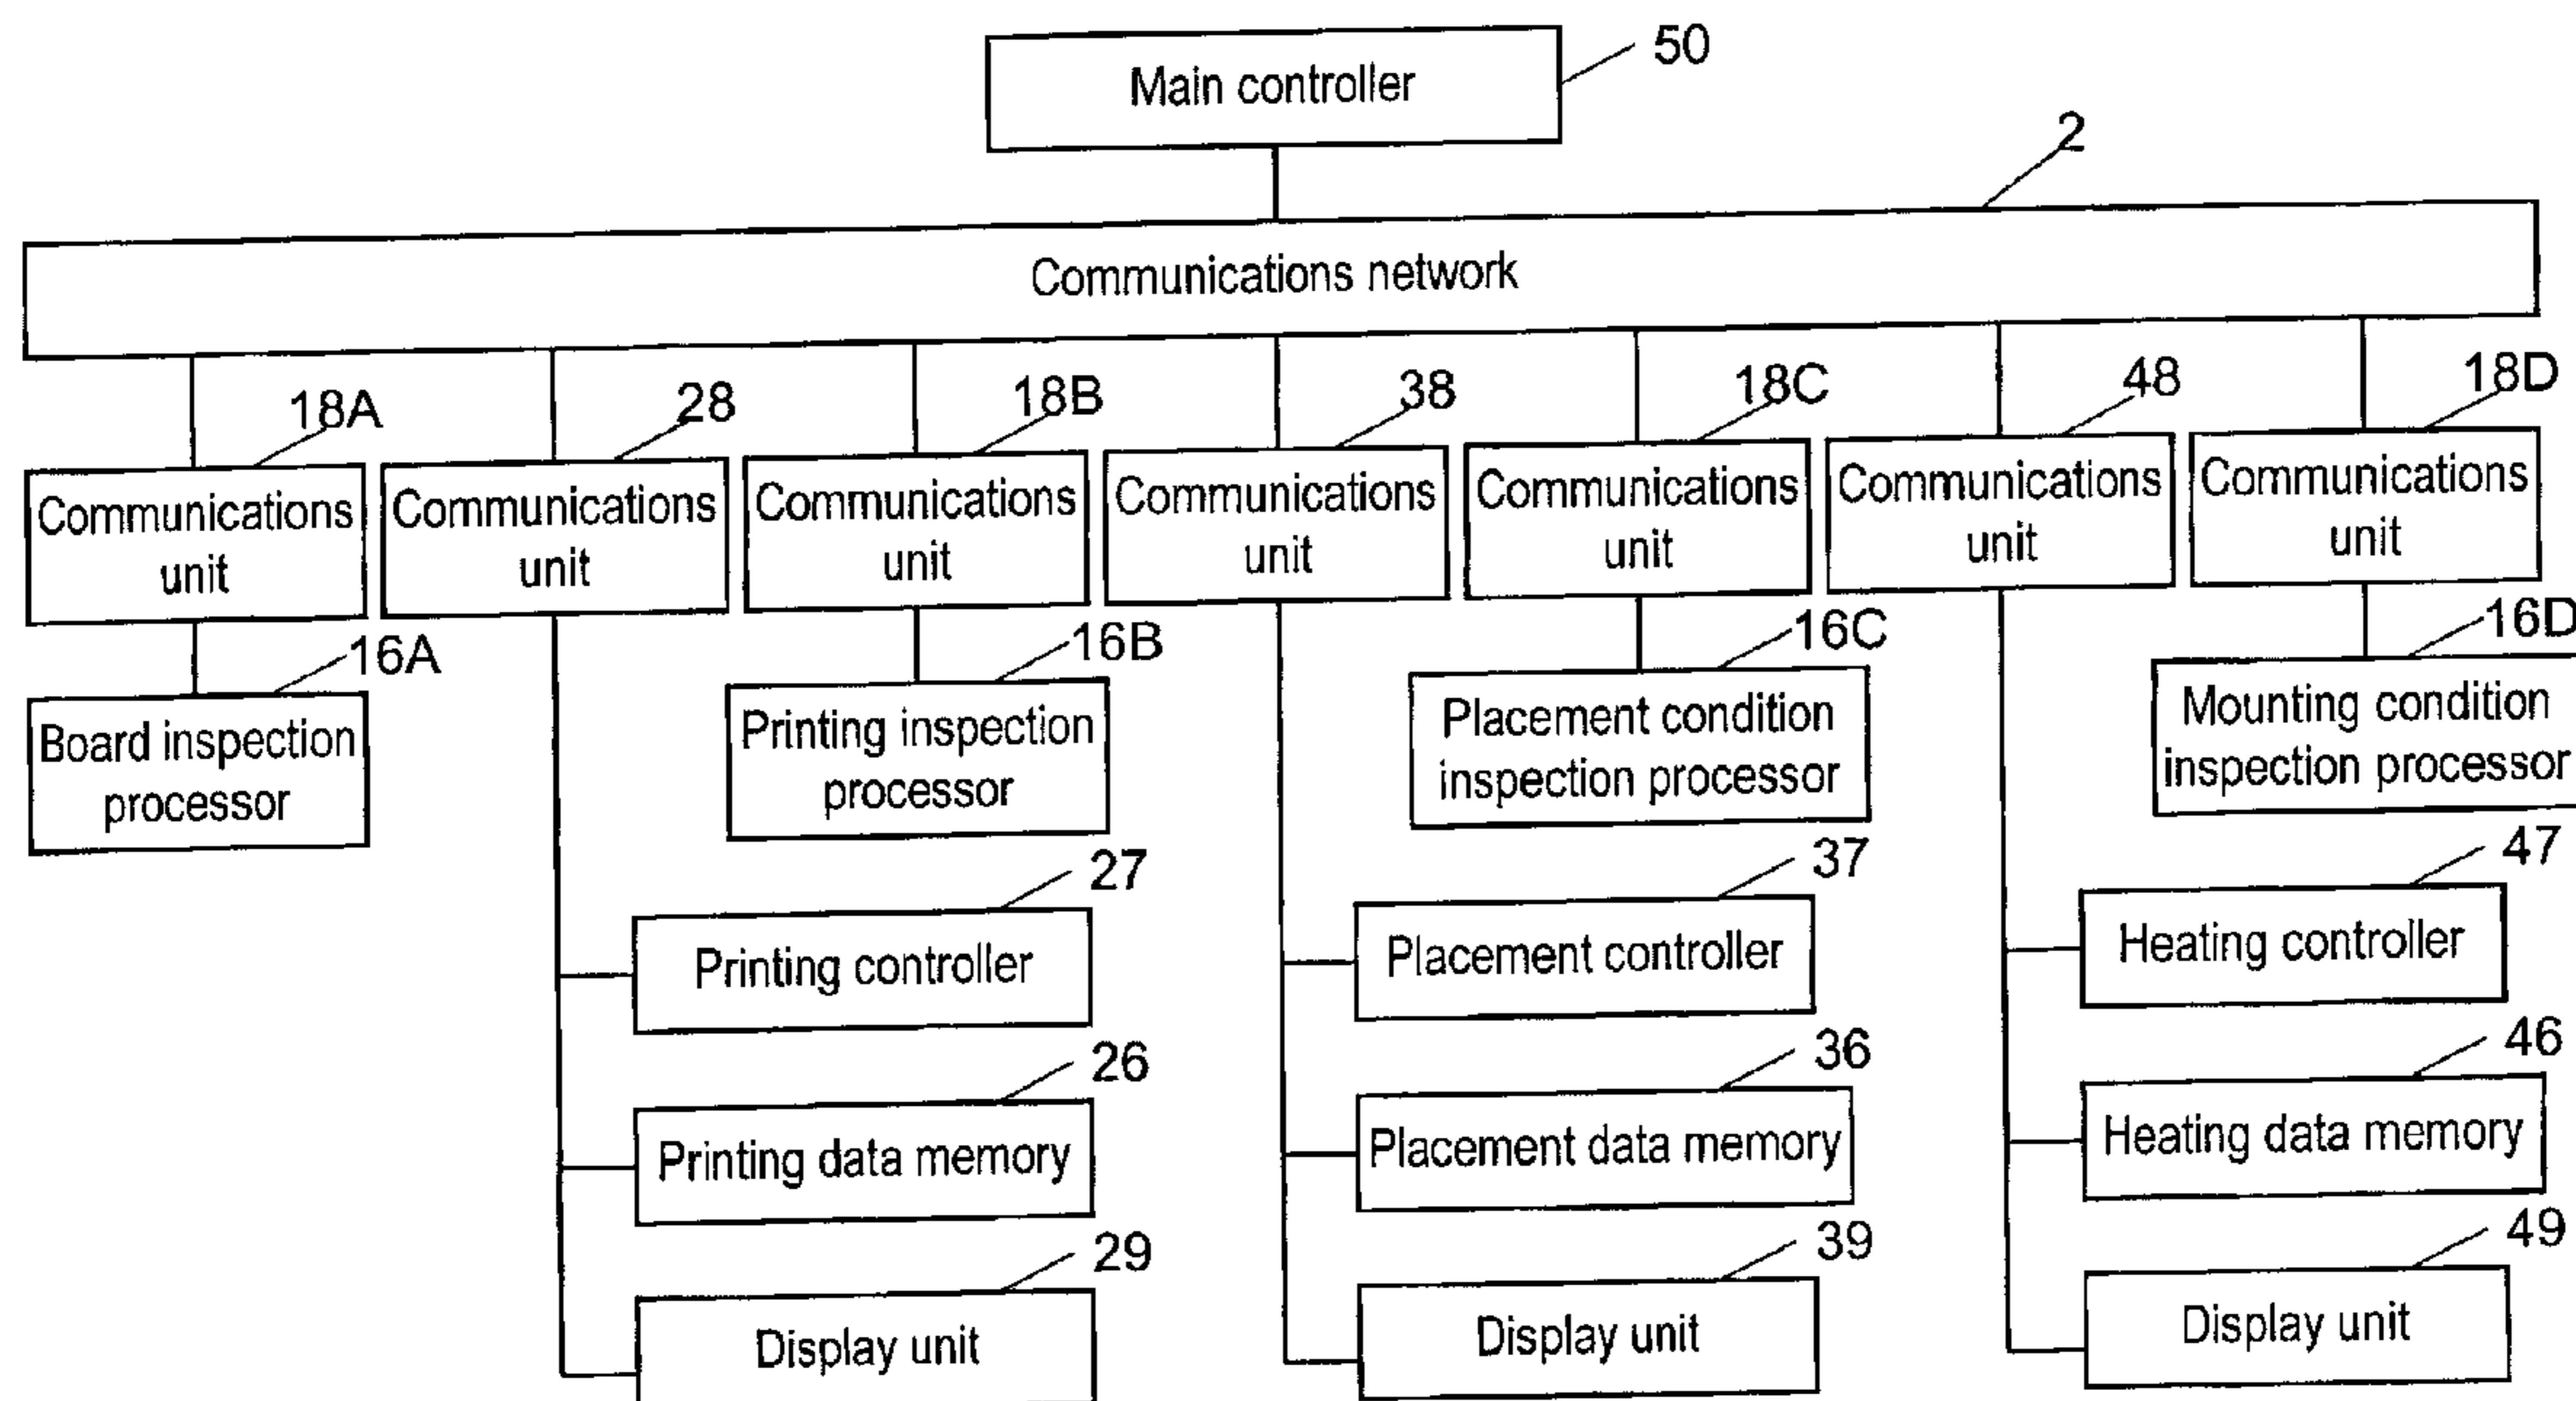 50
Main controller
2
Communications network
18A
28
18B
38
18C
48
18D
Communications
unit
Communications
unit
Communications
unit
Communications
unit
Communications
unit
Communications
unit
Communications
unit
16A
16B
16C
16D
Board inspection
processor
Printing inspection
processor
Placement condition
inspection processor
Mounting condition
inspection processor
27
37
47
Printing controller
Placement controller
Heating controller
26
36
46
Printing data memory
Placement data memory
Heating data memory
29
39
49
Display unit
Display unit
Display unit